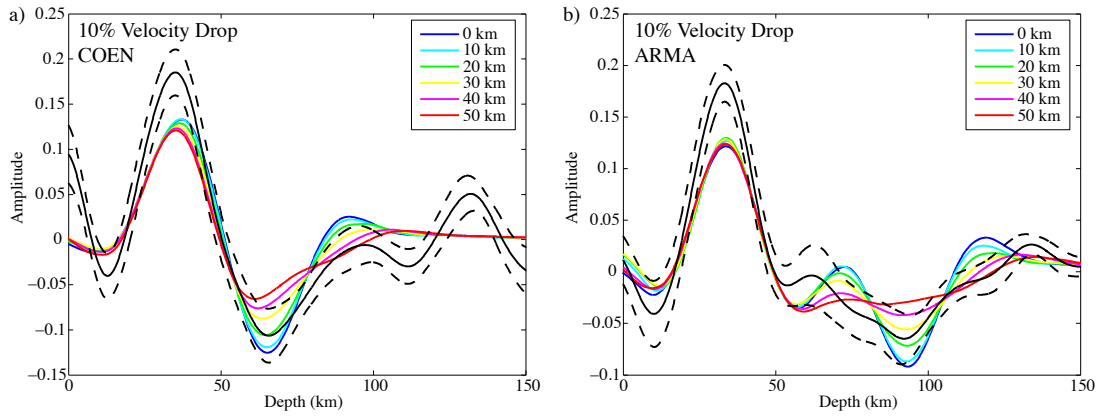 a)
10% Velocity Drop
COEN
0 km
10 km
20 km
30 km
40 km
50 km
0.25
0.2
0.15
0.1
0.05
0
−0.05
−0.1
−0.15
Amplitude
0
50
100
150
Depth (km)
b)
10% Velocity Drop
ARMA
0 km
10 km
20 km
30 km
40 km
50 km
0.25
0.2
0.15
0.1
0.05
0
−0.05
−0.1
Amplitude
0
50
100
150
Depth (km)